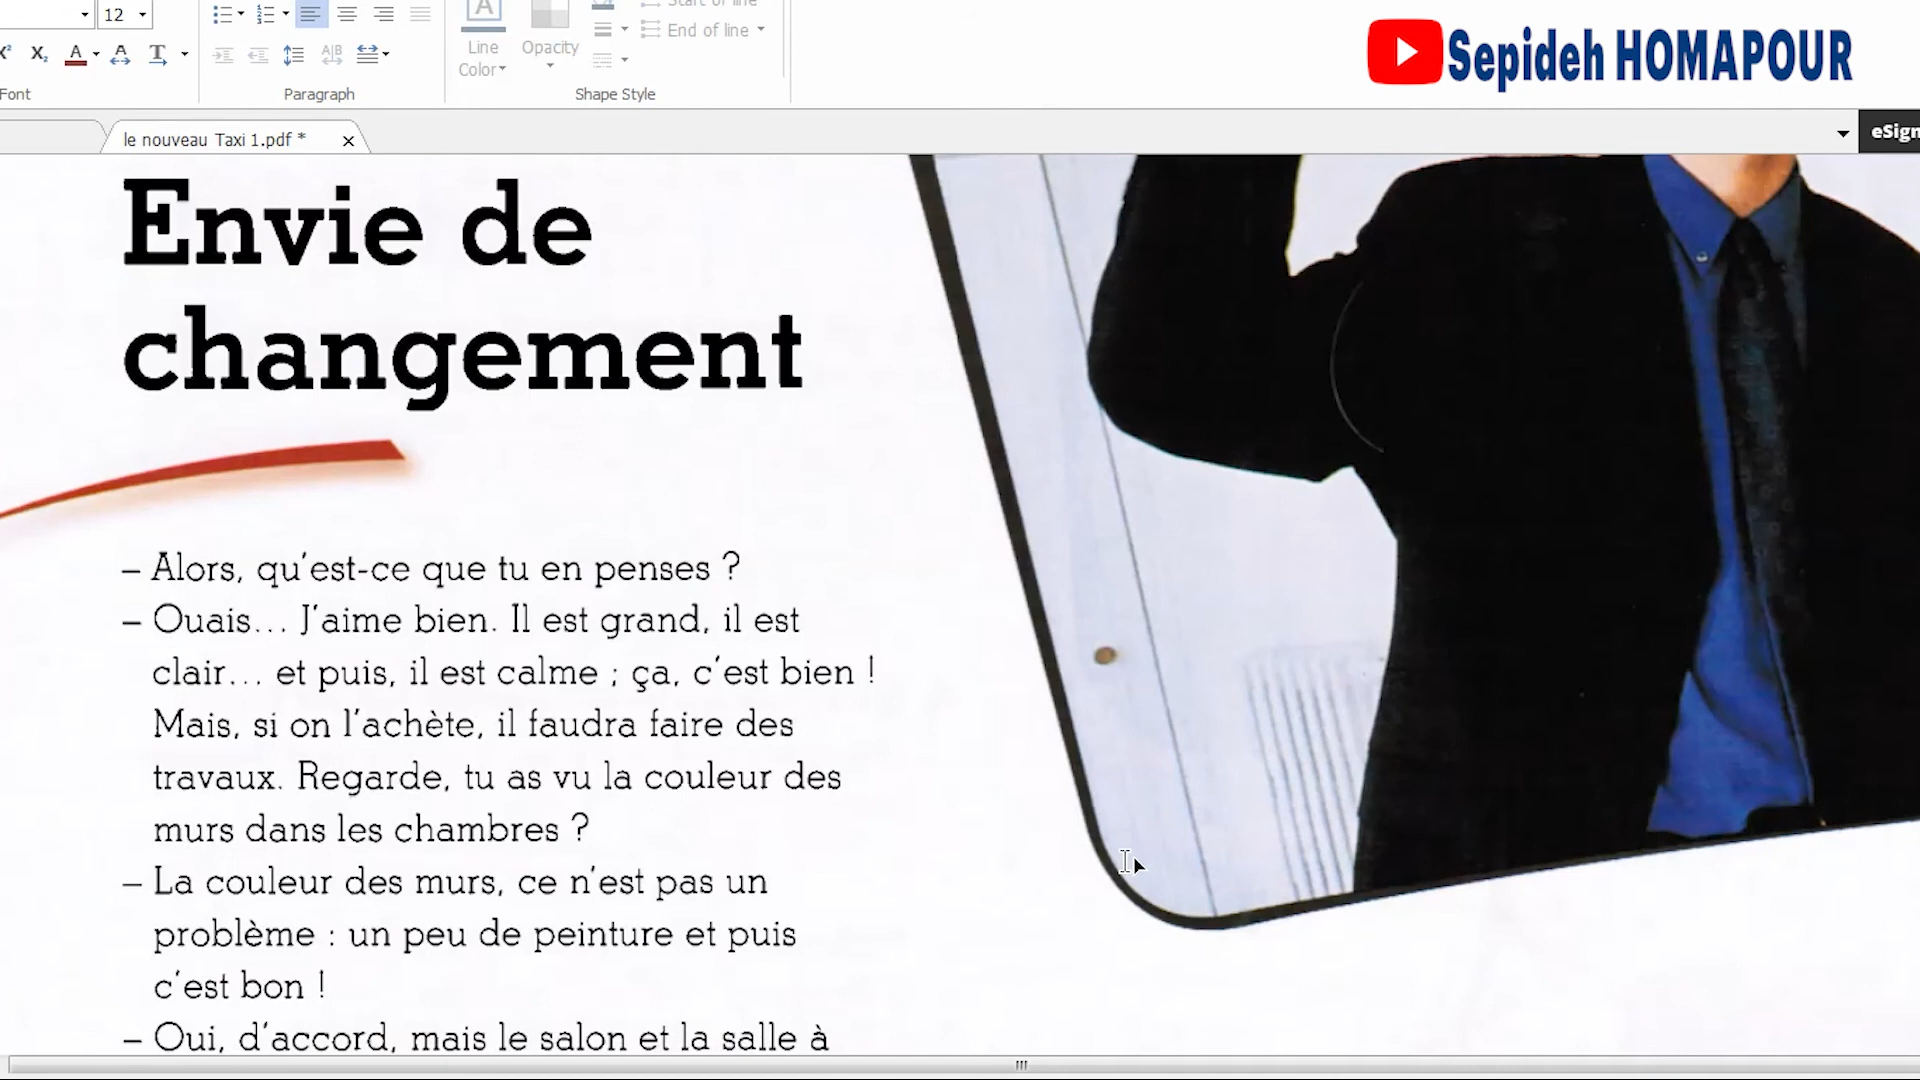 12
Start of line
End of line
Line
Color
Opacity
Font
Paragraph
Shape Style
Sepideh HOMAPOUR
le nouveau Taxi 1.pdf *
eSign
Envie de
changement
– Alors, qu'est-ce que tu en penses ?
– Ouais… J'aime bien. Il est grand, il est
clair… et puis, il est calme ; ça, c'est bien !
Mais, si on l'achète, il faudra faire des
travaux. Regarde, tu as vu la couleur des
murs dans les chambres ?
– La couleur des murs, ce n'est pas un
problème : un peu de peinture et puis
c'est bon !
– Oui, d'accord, mais le salon et la salle à